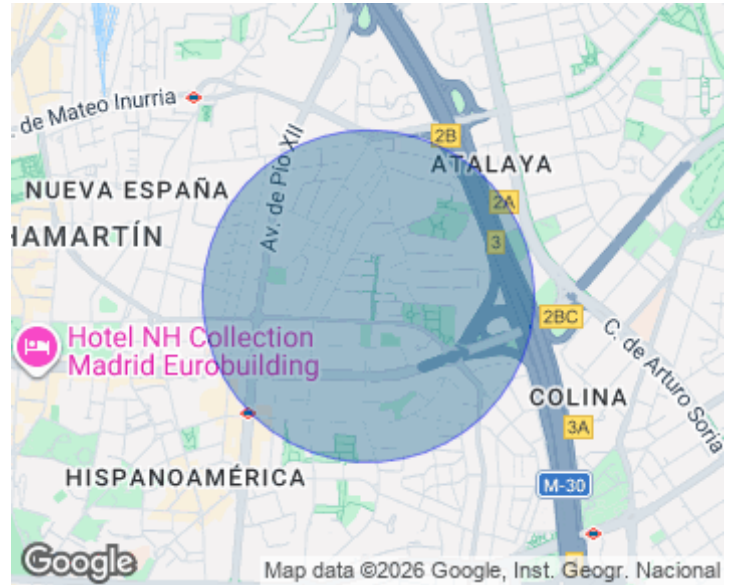 . de Mateo Inurria
Av. de Pío XII
2B
ATALAYA
NUEVA ESPAÑA
2A
HAMARTÍN
3
2BC
Hotel NH Collection
Madrid Eurobuilding
C. de Arturo Soria
COLINA
3A
HISPANOAMÉRICA
M-30
Google
Map data ©2026 Google, Inst. Geogr. Nacional